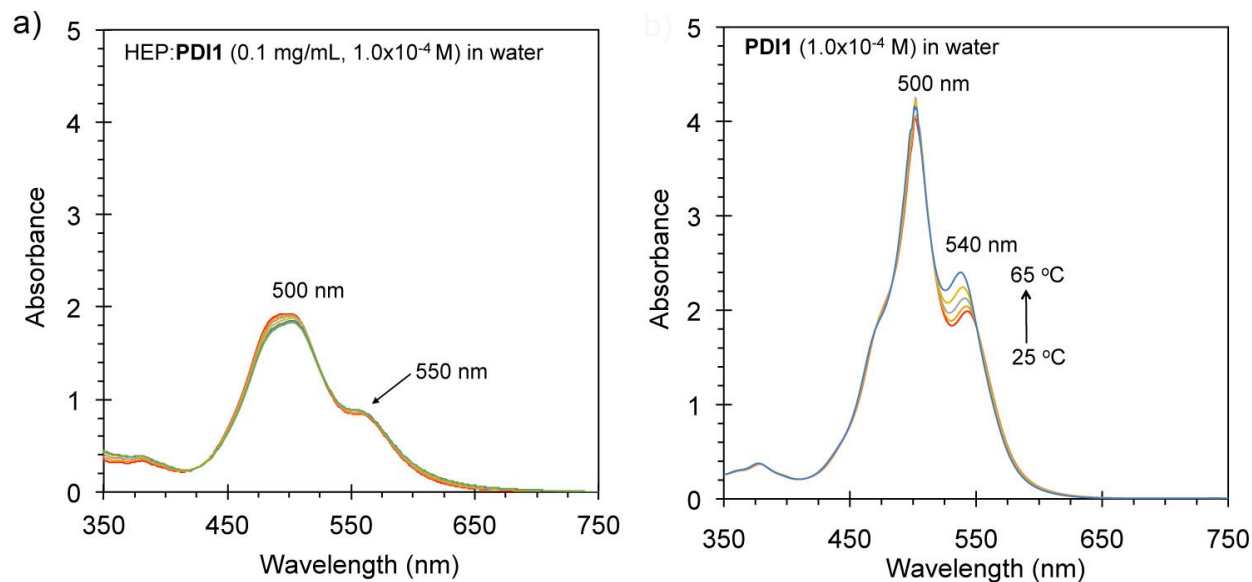 a)
HEP:PDI1 (0.1 mg/mL, 1.0x10⁻⁴ M) in water
500 nm
550 nm
Absorbance
5
4
3
2
1
0
350
450
550
650
750
Wavelength (nm)
b)
PDI1 (1.0x10⁻⁴ M) in water
500 nm
540 nm
65 °C
25 °C
Absorbance
5
4
3
2
1
0
350
450
550
650
750
Wavelength (nm)